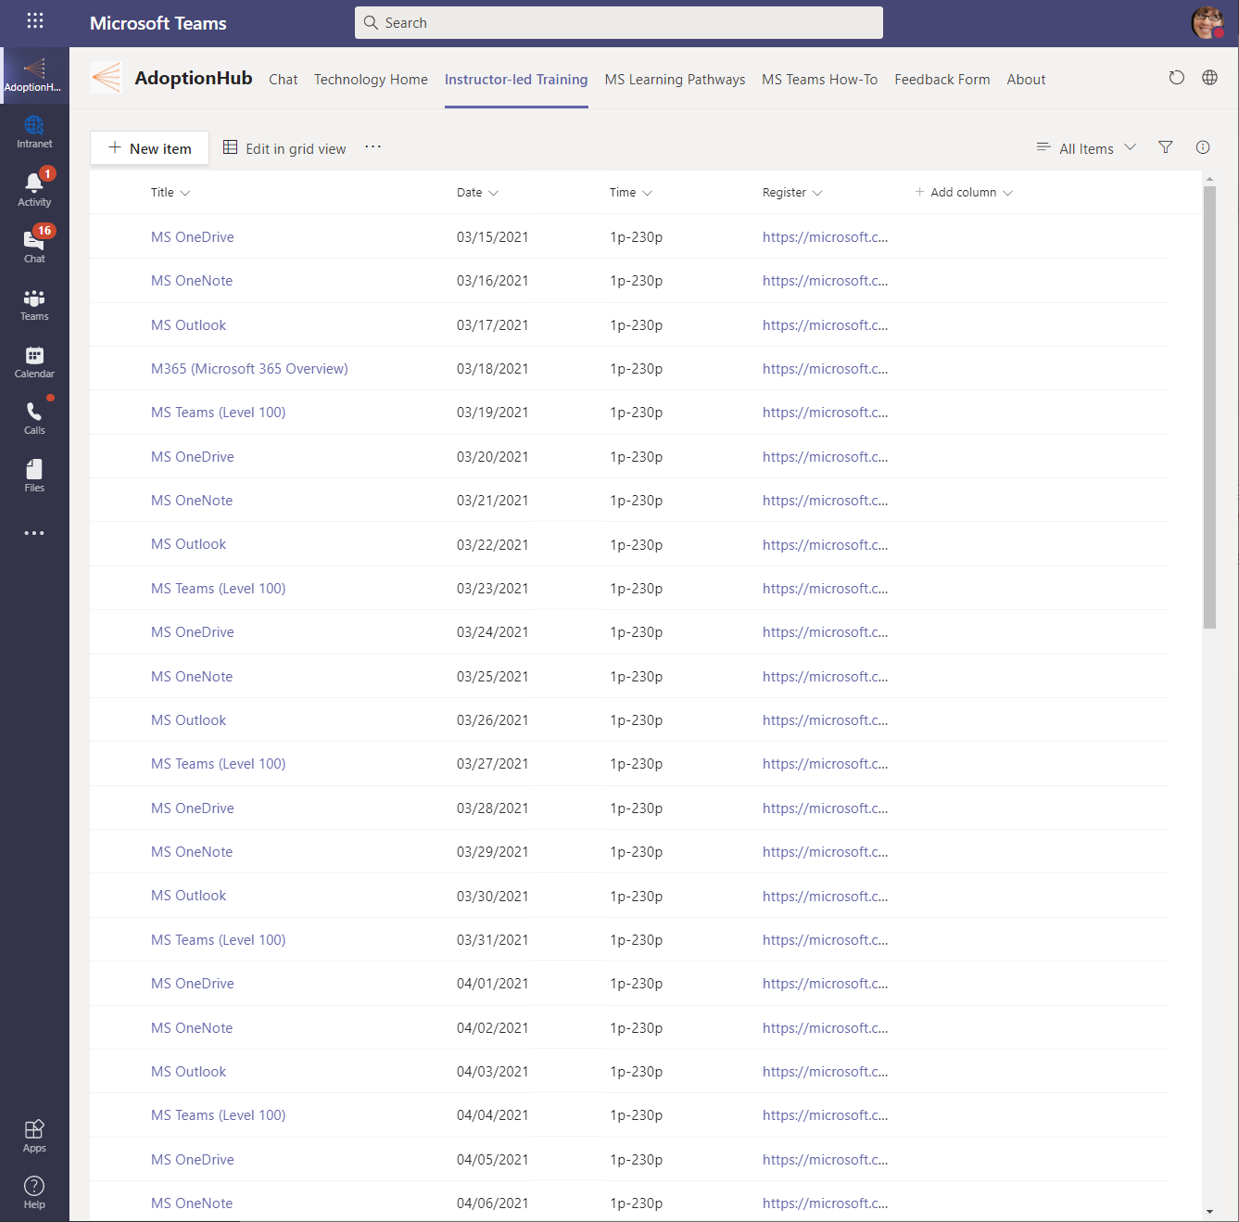 Microsoft Teams
Search
AdoptionH...
Intranet
1
Activity
16
Chat
Teams
Calendar
Calls
Files
Apps
Help
AdoptionHub Chat Technology Home Instructor-led Training MS Learning Pathways MS Teams How-To Feedback Form About
+ New item Edit in grid view ... All Items
Title Date Time Register + Add column
MS OneDrive 03/15/2021 1p-230p https://microsoft.c...
MS OneNote 03/16/2021 1p-230p https://microsoft.c...
MS Outlook 03/17/2021 1p-230p https://microsoft.c...
M365 (Microsoft 365 Overview) 03/18/2021 1p-230p https://microsoft.c...
MS Teams (Level 100) 03/19/2021 1p-230p https://microsoft.c...
MS OneDrive 03/20/2021 1p-230p https://microsoft.c...
MS OneNote 03/21/2021 1p-230p https://microsoft.c...
MS Outlook 03/22/2021 1p-230p https://microsoft.c...
MS Teams (Level 100) 03/23/2021 1p-230p https://microsoft.c...
MS OneDrive 03/24/2021 1p-230p https://microsoft.c...
MS OneNote 03/25/2021 1p-230p https://microsoft.c...
MS Outlook 03/26/2021 1p-230p https://microsoft.c...
MS Teams (Level 100) 03/27/2021 1p-230p https://microsoft.c...
MS OneDrive 03/28/2021 1p-230p https://microsoft.c...
MS OneNote 03/29/2021 1p-230p https://microsoft.c...
MS Outlook 03/30/2021 1p-230p https://microsoft.c...
MS Teams (Level 100) 03/31/2021 1p-230p https://microsoft.c...
MS OneDrive 04/01/2021 1p-230p https://microsoft.c...
MS OneNote 04/02/2021 1p-230p https://microsoft.c...
MS Outlook 04/03/2021 1p-230p https://microsoft.c...
MS Teams (Level 100) 04/04/2021 1p-230p https://microsoft.c...
MS OneDrive 04/05/2021 1p-230p https://microsoft.c...
MS OneNote 04/06/2021 1p-230p https://microsoft.c...